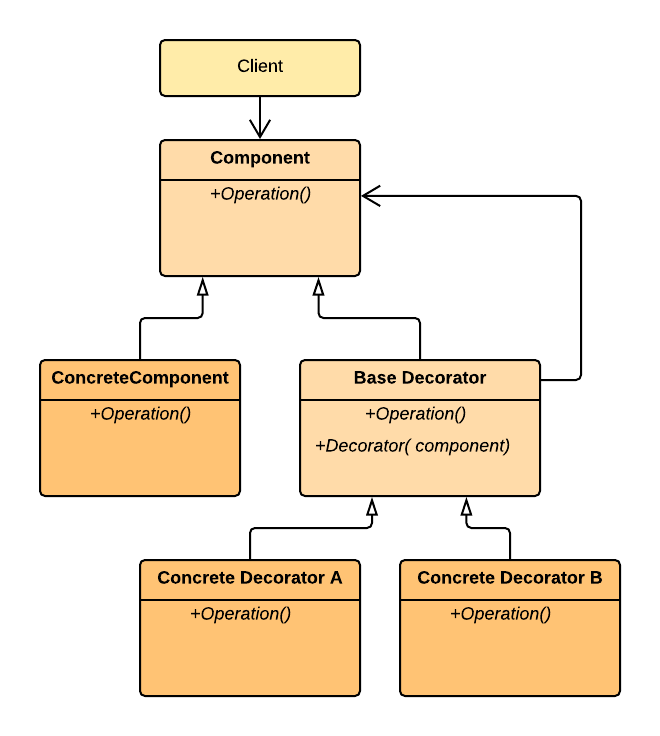 Client
Component
+Operation()
ConcreteComponent
+Operation()
Base Decorator
+Operation()
+Decorator( component)
Concrete Decorator A
+Operation()
Concrete Decorator B
+Operation()